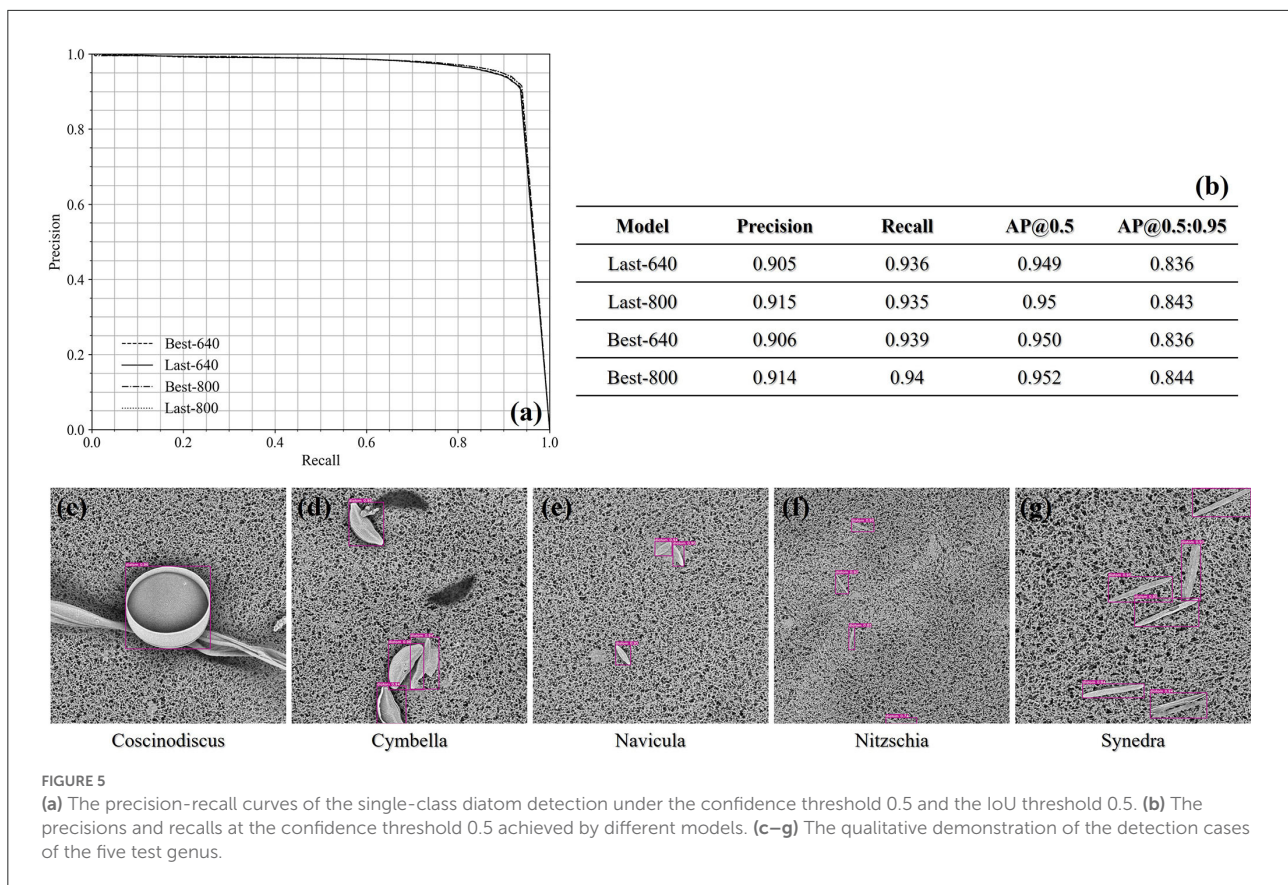 1.0
0.8
0.6
0.4
0.2
0.0
Precision
Best-640
Last-640
Best-800
Last-800
(a)
0.0 0.2 0.4 0.6 0.8 1.0
Recall
(b)
Model Precision Recall AP@0.5 AP@0.5:0.95
Last-640 0.905 0.936 0.949 0.836
Last-800 0.915 0.935 0.95 0.843
Best-640 0.906 0.939 0.950 0.836
Best-800 0.914 0.94 0.952 0.844
(c) (d) (e) (f) (g)
Coscinodiscus Cymbella Navicula Nitzschia Synedra
FIGURE 5
(a) The precision-recall curves of the single-class diatom detection under the confidence threshold 0.5 and the IoU threshold 0.5. (b) The
precisions and recalls at the confidence threshold 0.5 achieved by different models. (c–g) The qualitative demonstration of the detection cases
of the five test genus.